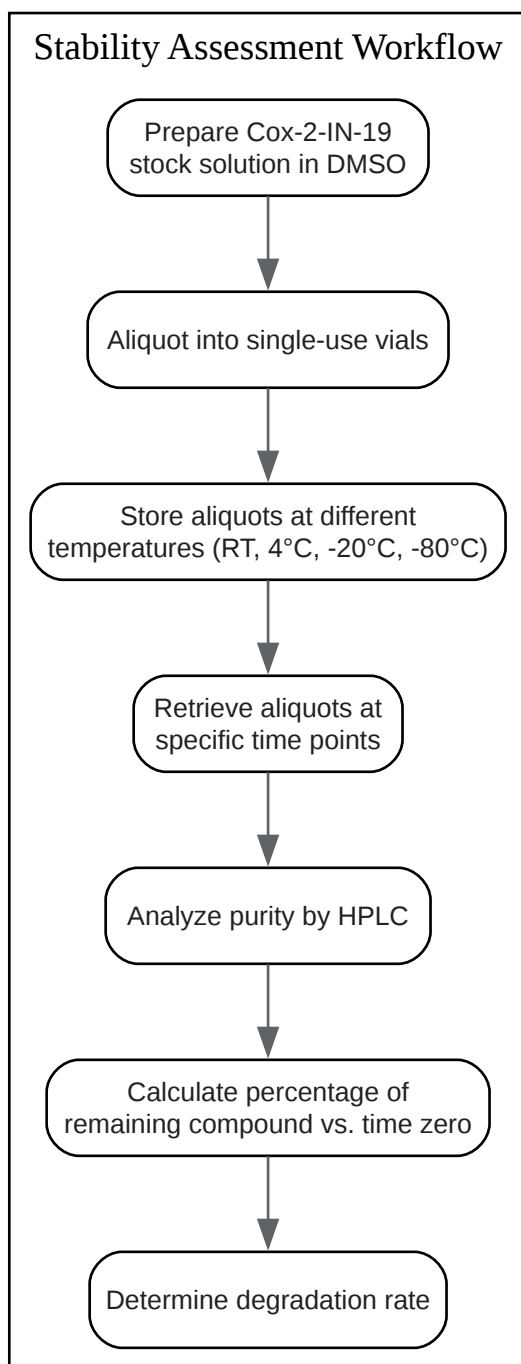 Stability Assessment Workflow
Prepare Cox-2-IN-19
stock solution in DMSO
Aliquot into single-use vials
Store aliquots at different
temperatures (RT, 4°C, -20°C, -80°C)
Retrieve aliquots at
specific time points
Analyze purity by HPLC
Calculate percentage of
remaining compound vs. time zero
Determine degradation rate